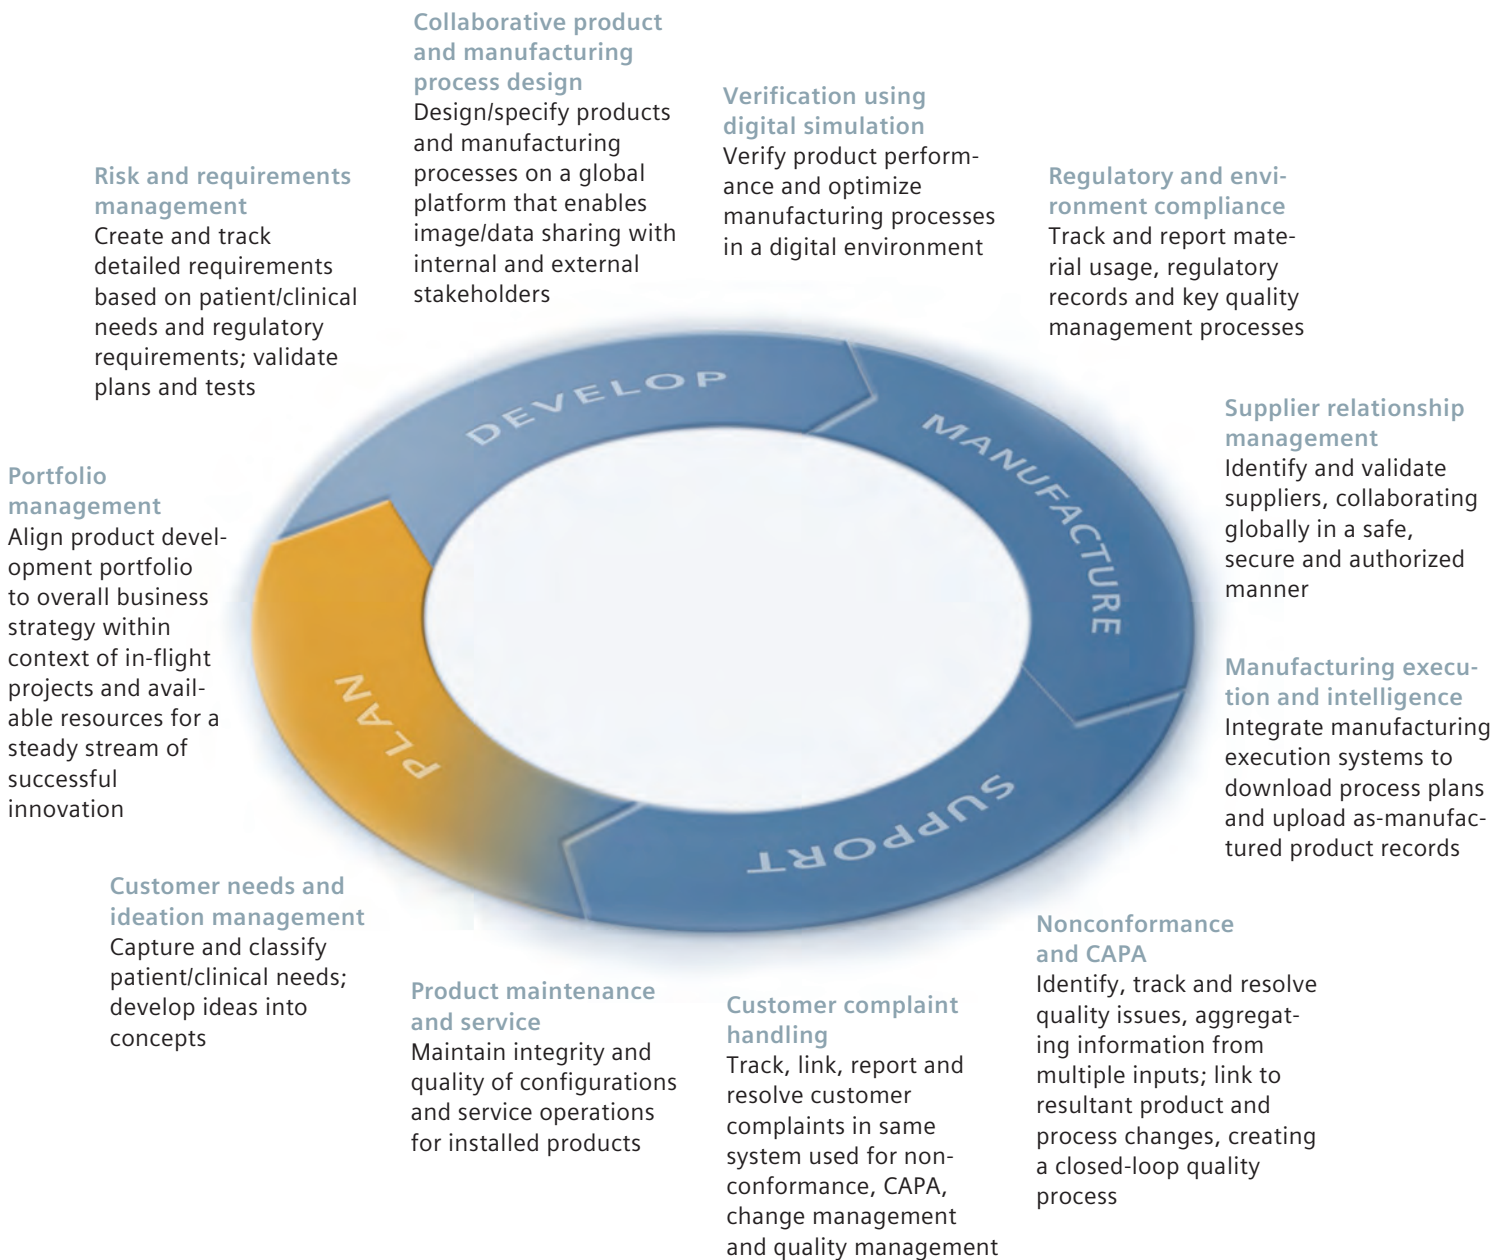 Collaborative product
and manufacturing
process design
Design/specify products
and manufacturing
processes on a global
platform that enables
image/data sharing with
internal and external
stakeholders
Verification using
digital simulation
Verify product perform-
ance and optimize
manufacturing processes
in a digital environment
Risk and requirements
management
Create and track
detailed requirements
based on patient/clinical
needs and regulatory
requirements; validate
plans and tests
Regulatory and envi-
ronment compliance
Track and report mate-
rial usage, regulatory
records and key quality
management processes
DEVELOP
MANUFACTURE
Supplier relationship
management
Identify and validate
suppliers, collaborating
globally in a safe,
secure and authorized
manner
Portfolio
management
Align product devel-
opment portfolio
to overall business
strategy within
context of in-flight
projects and avail-
able resources for a
steady stream of
successful
innovation
PLAN
SUPPORT
Manufacturing execu-
tion and intelligence
Integrate manufacturing
execution systems to
download process plans
and upload as-manufac-
tured product records
Customer needs and
ideation management
Capture and classify
patient/clinical needs;
develop ideas into
concepts
Product maintenance
and service
Maintain integrity and
quality of configurations
and service operations
for installed products
Customer complaint
handling
Track, link, report and
resolve customer
complaints in same
system used for non-
conformance, CAPA,
change management
and quality management
Nonconformance
and CAPA
Identify, track and resolve
quality issues, aggregat-
ing information from
multiple inputs; link to
resultant product and
process changes, creating
a closed-loop quality
process